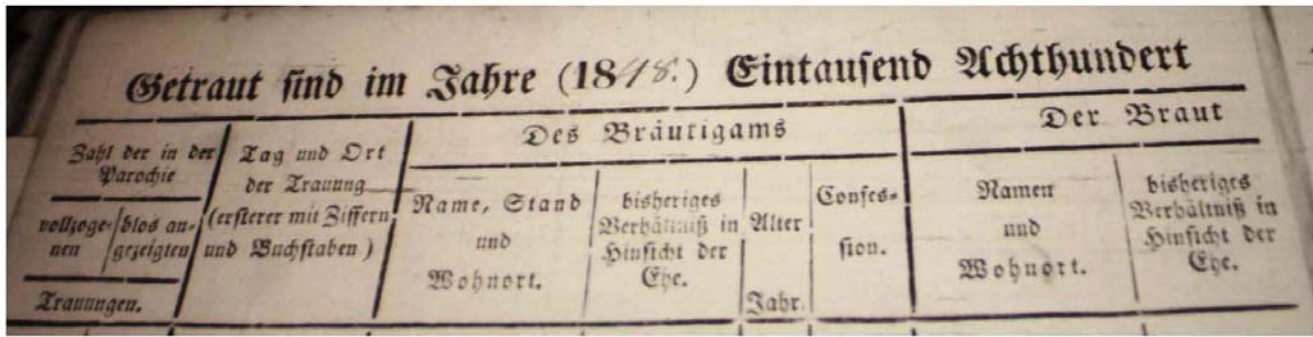 Getraut sind im Jahre (1848.) Eintausend Achthundert
Zahl der in der
Parochie
vollzoge-
nen
blos an-
gezeigten
Trauungen.
Tag und Ort
der Trauung
(ersterer mit Ziffern
und Buchstaben)
Des Bräutigams
Name, Stand
und
Wohnort.
bisheriges
Verhältniß in
Hinsicht der
Ehe.
Alter
Jahr.
Confes-
sion.
Der Braut
Namen
und
Wohnort.
bisheriges
Verhältniß in
Hinsicht der
Ehe.